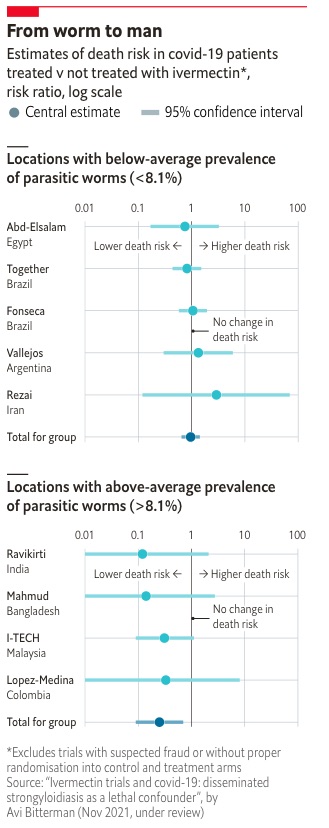 From worm to man
Estimates of death risk in covid-19 patients
treated v not treated with ivermectin*,
risk ratio, log scale
Central estimate 95% confidence interval
Locations with below-average prevalence
of parasitic worms (<8.1%)
0.01 0.1 1 10 100
Abd-Elsalam
Egypt
Lower death risk ← → Higher death risk
Together
Brazil
Fonseca
Brazil
No change in
death risk
Vallejos
Argentina
Rezai
Iran
Total for group
Locations with above-average prevalence
of parasitic worms (>8.1%)
0.01 0.1 1 10 100
Ravikirti
India
Lower death risk ← → Higher death risk
Mahmud
Bangladesh
No change in
death risk
I-TECH
Malaysia
Lopez-Medina
Colombia
Total for group
*Excludes trials with suspected fraud or without proper
randomisation into control and treatment arms
Source: “Ivermectin trials and covid-19: disseminated
strongyloidiasis as a lethal confounder”, by
Avi Bitterman (Nov 2021, under review)